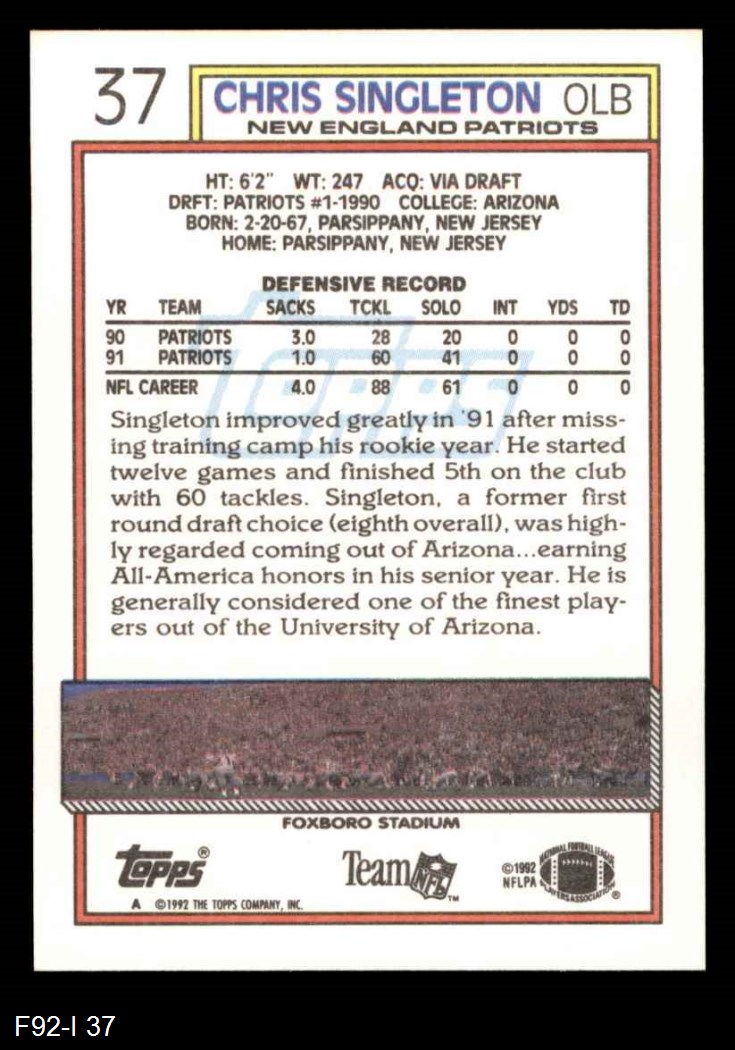 37
CHRIS SINGLETON OLB
NEW ENGLAND PATRIOTS
HT: 6'2" WT: 247 ACQ: VIA DRAFT
DRFT: PATRIOTS #1-1990 COLLEGE: ARIZONA
BORN: 2-20-67, PARSIPPANY, NEW JERSEY
HOME: PARSIPPANY, NEW JERSEY
DEFENSIVE RECORD
YR TEAM SACKS TCKL SOLO INT YDS TD
90 PATRIOTS 3.0 28 20 0 0 0
91 PATRIOTS 1.0 60 41 0 0 0
NFL CAREER 4.0 88 61 0 0 0
Topps
Singleton improved greatly in '91 after miss-
ing training camp his rookie year. He started
twelve games and finished 5th on the club
with 60 tackles. Singleton, a former first
round draft choice (eighth overall), was high-
ly regarded coming out of Arizona...earning
All-America honors in his senior year. He is
generally considered one of the finest play-
ers out of the University of Arizona.
FOXBORO STADIUM
Topps®
Team NFL™
©1992
NFLPA
NATIONAL FOOTBALL LEAGUE
PLAYERS ASSOCIATION ®
A ©1992 THE TOPPS COMPANY, INC.
F92-I 37